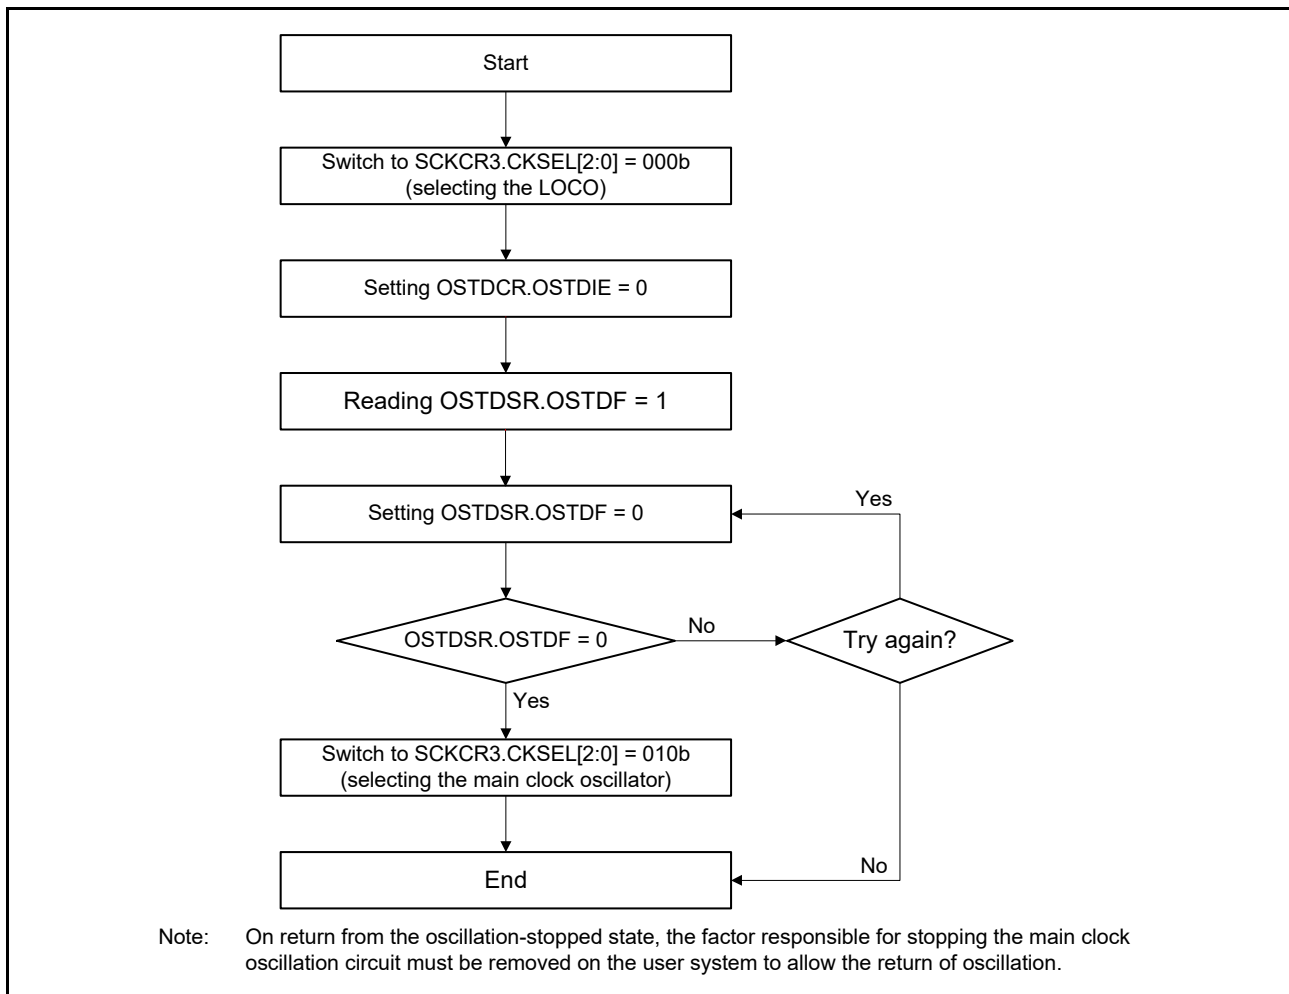 Start
Switch to SCKCR3.CKSEL[2:0] = 000b
(selecting the LOCO)
Setting OSTDCR.OSTDIE = 0
Reading OSTDSR.OSTDF = 1
Setting OSTDSR.OSTDF = 0
Yes
OSTDSR.OSTDF = 0
No
Try again?
Yes
Switch to SCKCR3.CKSEL[2:0] = 010b
(selecting the main clock oscillator)
No
End
Note: On return from the oscillation-stopped state, the factor responsible for stopping the main clock
oscillation circuit must be removed on the user system to allow the return of oscillation.